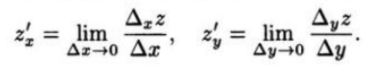 z'_x = lim_{Δx→0} Δ_x z / Δx, z'_y = lim_{Δy→0} Δ_y z / Δy.